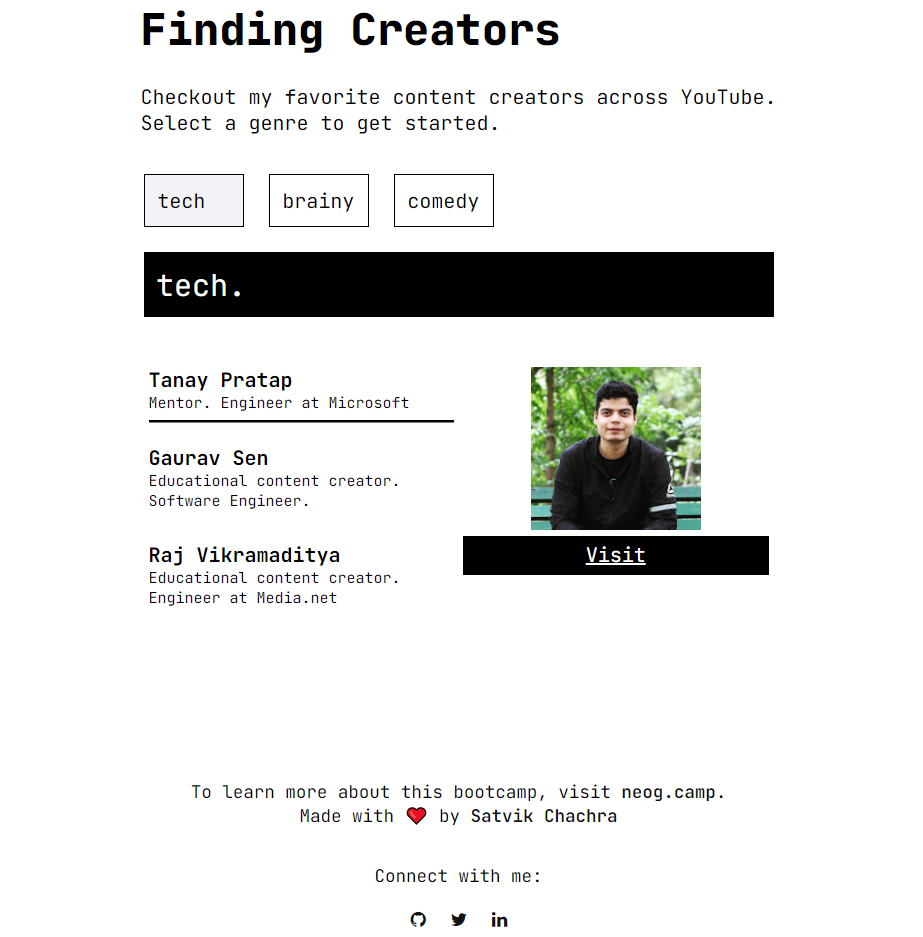 Finding Creators
Checkout my favorite content creators across YouTube.
Select a genre to get started.
tech
brainy
comedy
tech.
Tanay Pratap
Mentor. Engineer at Microsoft
Gaurav Sen
Educational content creator.
Software Engineer.
Raj Vikramaditya
Educational content creator.
Engineer at Media.net
Visit
To learn more about this bootcamp, visit neog.camp.
Made with ❤️ by Satvik Chachra
Connect with me:
in